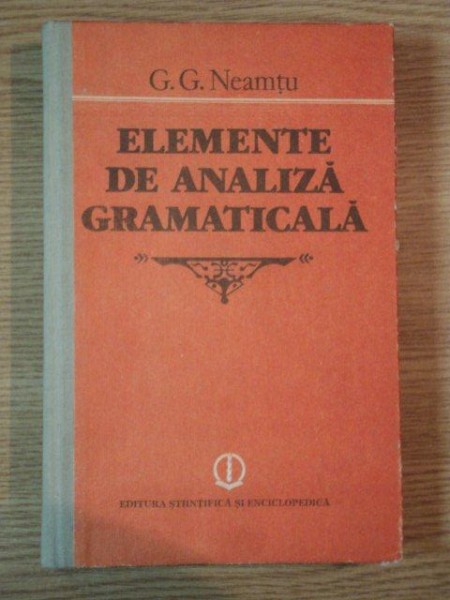 G. G. Neamțu
ELEMENTE
DE ANALIZĂ
GRAMATICALĂ
EDITURA ȘTIINȚIFICĂ ȘI ENCICLOPEDICĂ